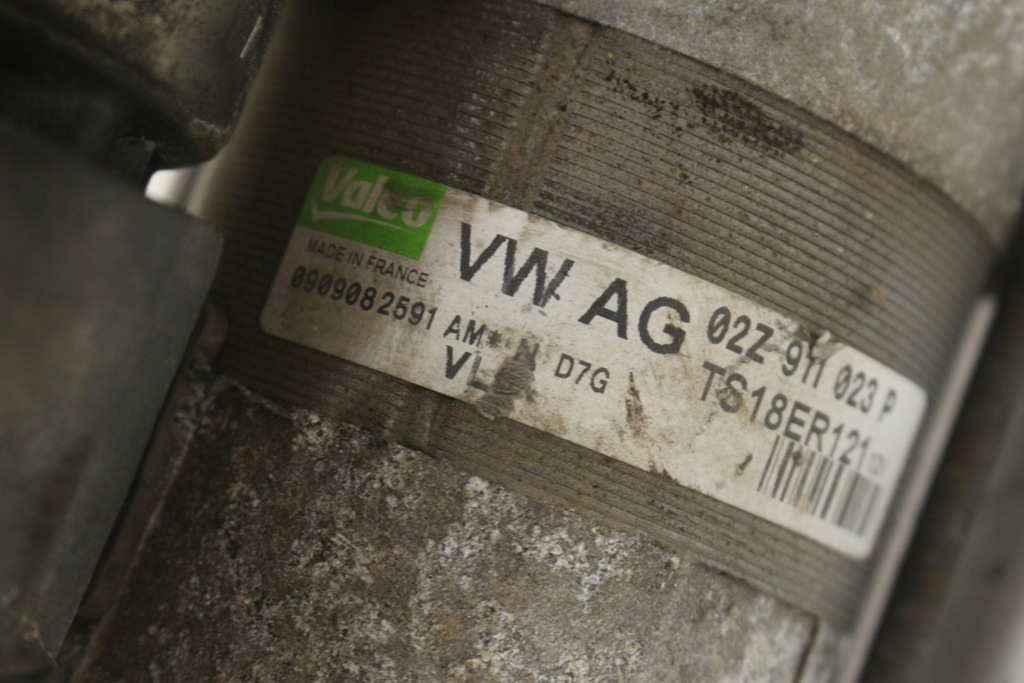 Valeo
MADE IN FRANCE
0909082591 AM*
VW AG 02Z 911 023 P
VL D7G TS18ER121